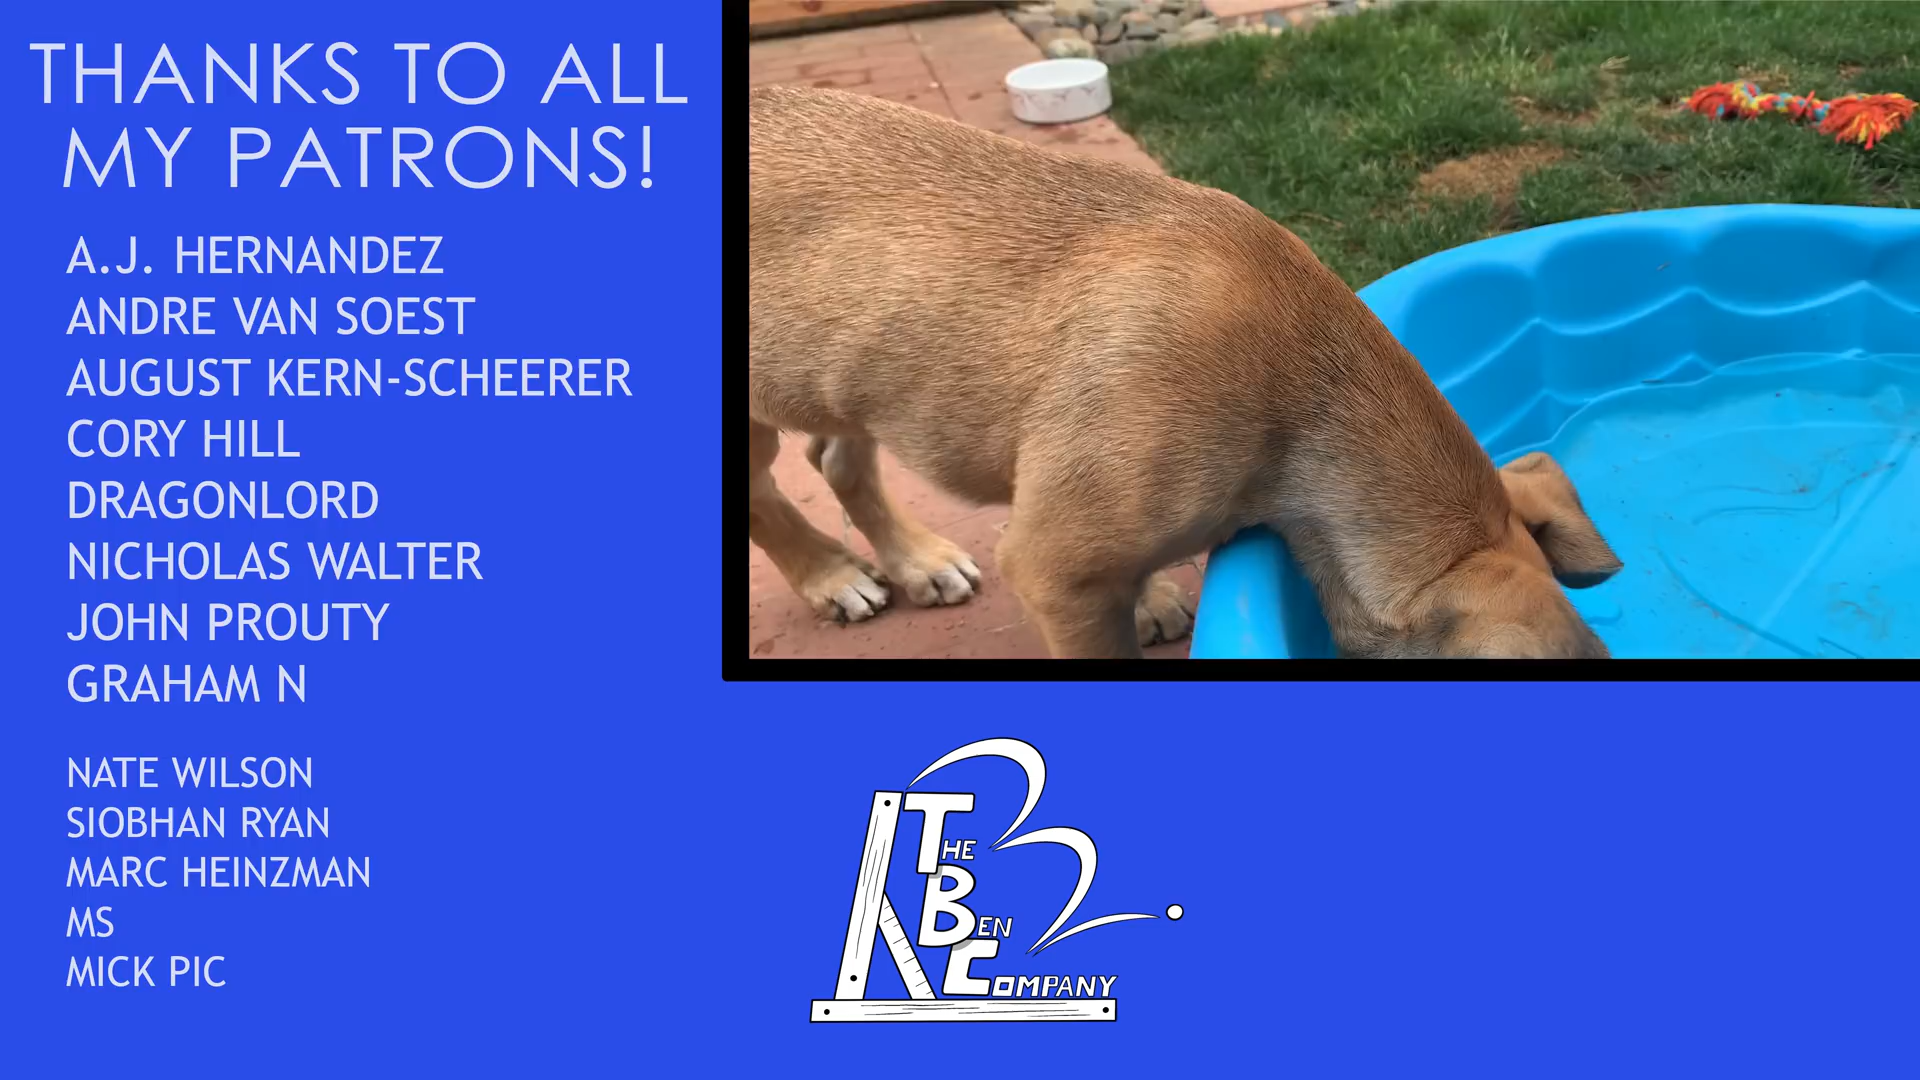 THANKS TO ALL
MY PATRONS!
A.J. HERNANDEZ
ANDRE VAN SOEST
AUGUST KERN-SCHEERER
CORY HILL
DRAGONLORD
NICHOLAS WALTER
JOHN PROUTY
GRAHAM N
NATE WILSON
SIOBHAN RYAN
MARC HEINZMAN
MS
MICK PIC
THE
BEN
COMPANY